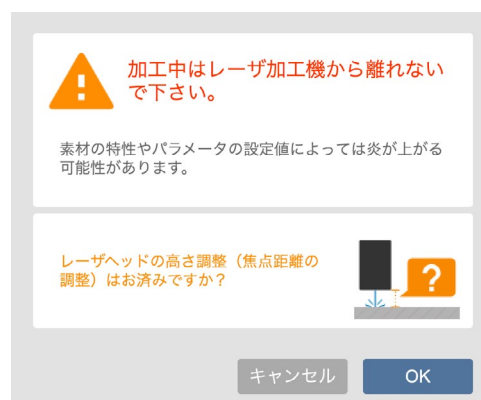 加工中はレーザ加工機から離れない
で下さい。
素材の特性やパラメータの設定値によっては炎が上がる
可能性があります。
レーザヘッドの高さ調整（焦点距離の
調整）はお済みですか？
?
キャンセル
OK